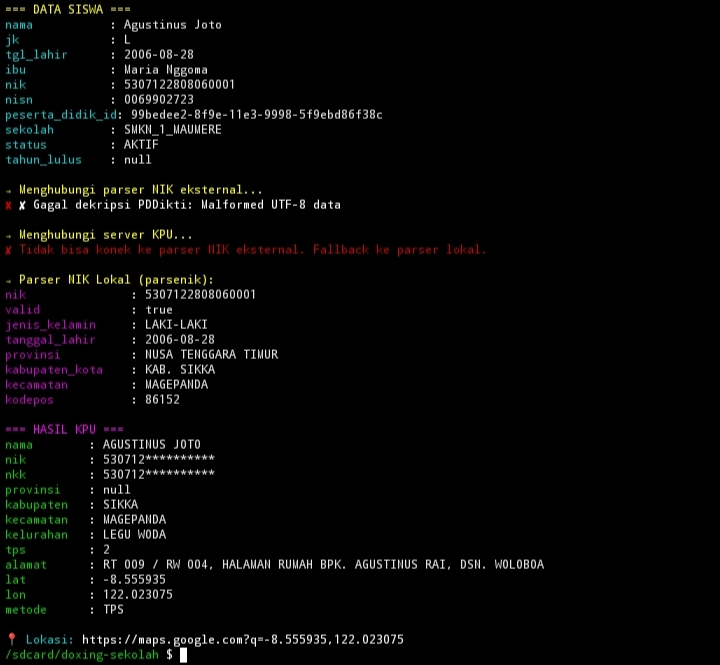 === DATA SISWA ===
nama : Agustinus Joto
jk : L
tgl_lahir : 2006-08-28
ibu : Maria Nggoma
nik : 5307122808060001
nisn : 0069902723
peserta_didik_id: 99bedee2-8f9e-11e3-9998-5f9ebd86f38c
sekolah : SMKN_1_MAUMERE
status : AKTIF
tahun_lulus : null
→ Menghubungi parser NIK eksternal...
✘ ✘ Gagal dekripsi PDDikti: Malformed UTF-8 data
→ Menghubungi server KPU...
✘ Tidak bisa konek ke parser NIK eksternal. Fallback ke parser lokal.
→ Parser NIK Lokal (parsenik):
nik : 5307122808060001
valid : true
jenis_kelamin : LAKI-LAKI
tanggal_lahir : 2006-08-28
provinsi : NUSA TENGGARA TIMUR
kabupaten_kota : KAB. SIKKA
kecamatan : MAGEPANDA
kodepos : 86152
=== HASIL KPU ===
nama : AGUSTINUS JOTO
nik : 530712**********
nkk : 530712**********
provinsi : null
kabupaten : SIKKA
kecamatan : MAGEPANDA
kelurahan : LEGU WODA
tps : 2
alamat : RT 009 / RW 004, HALAMAN RUMAH BPK. AGUSTINUS RAI, DSN. WOLOBOA
lat : -8.555935
lon : 122.023075
metode : TPS
📍 Lokasi: https://maps.google.com?q=-8.555935,122.023075
/sdcard/doxing-sekolah $